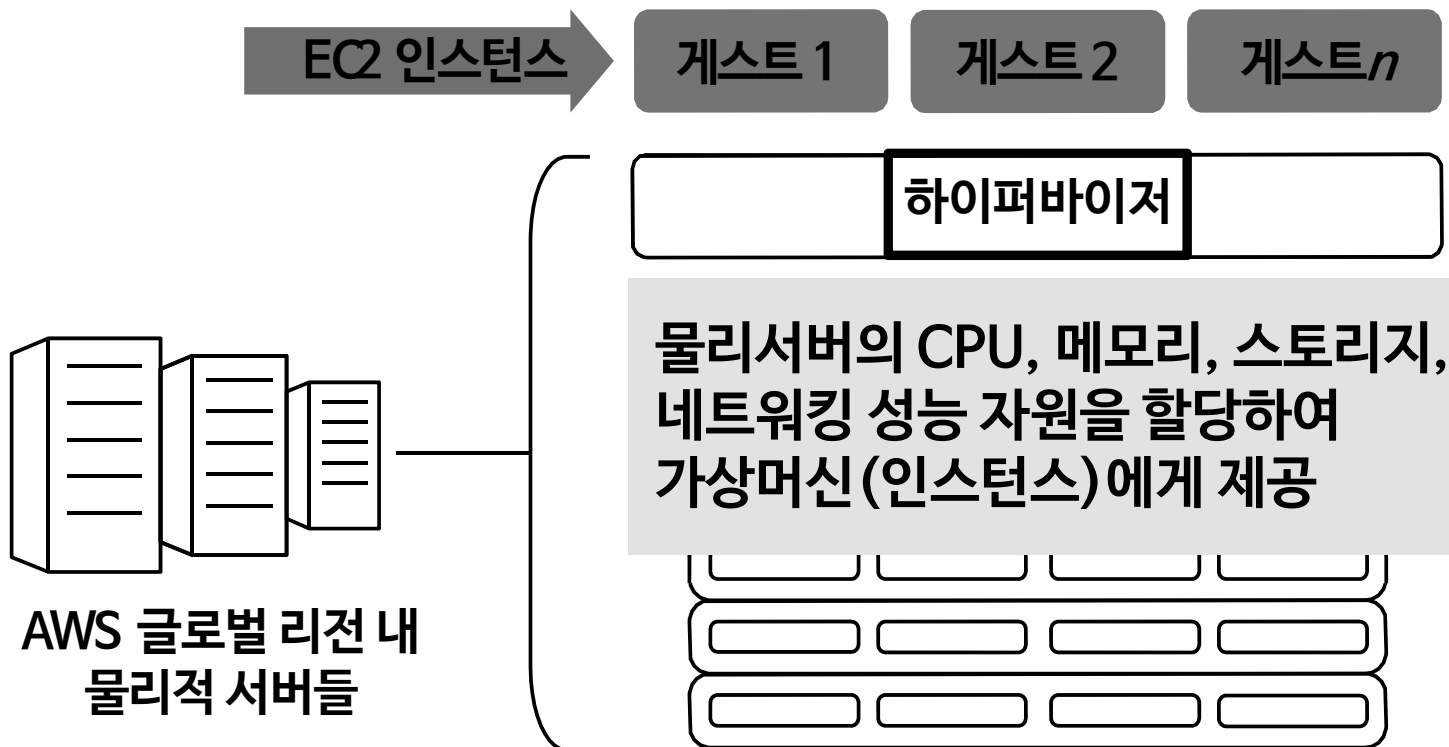 EC2 인스턴스
게스트 1
게스트 2
게스트n
하이퍼바이저
물리서버의 CPU, 메모리, 스토리지,
네트워킹 성능 자원을 할당하여
가상머신(인스턴스)에게 제공
AWS 글로벌 리전 내
물리적 서버들